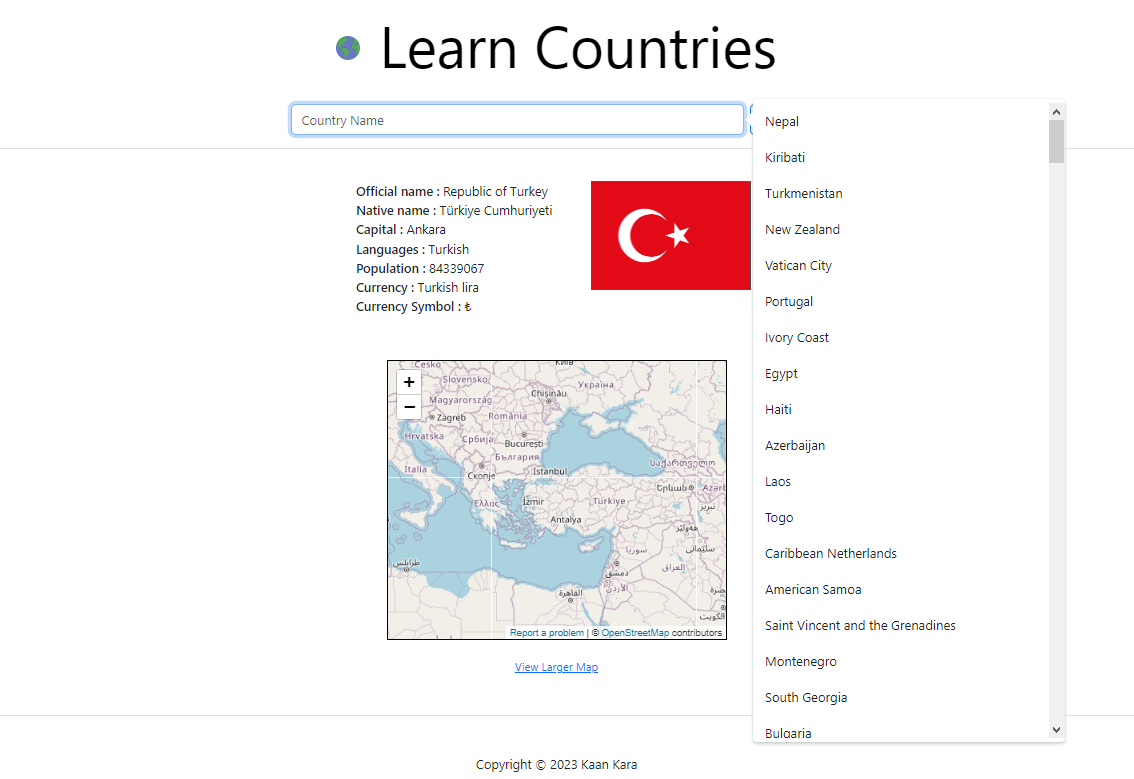 Learn Countries
Country Name
Official name : Republic of Turkey
Native name : Türkiye Cumhuriyeti
Capital : Ankara
Languages : Turkish
Population : 84339067
Currency : Turkish lira
Currency Symbol : ₺
+
−
Česko
Київ
Slovensko
Україна
Magyarország
Chișinău
Zagreb
România
Hrvatska
Србија
București
България
Italia
Скопје
İstanbul
საქართველო
Ελλάς
İzmir
Türkiye
Երևան
Azərb
Antalya
تبریز
سوريا
دمشق
العراق
الأردن
طرابلس
القاهرة
الكويت
Report a problem | © OpenStreetMap contributors
View Larger Map
Nepal
Kiribati
Turkmenistan
New Zealand
Vatican City
Portugal
Ivory Coast
Egypt
Haiti
Azerbaijan
Laos
Togo
Caribbean Netherlands
American Samoa
Saint Vincent and the Grenadines
Montenegro
South Georgia
Bulgaria
Copyright © 2023 Kaan Kara